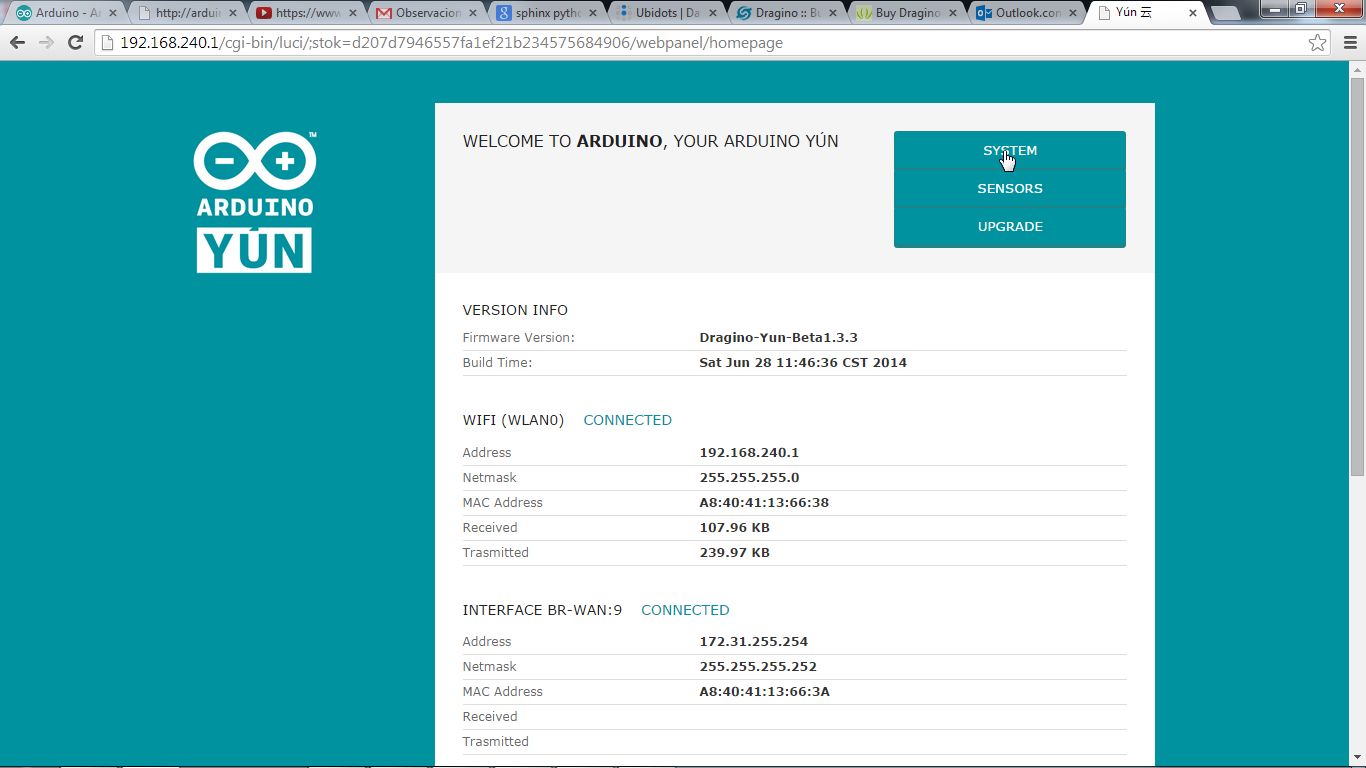 Arduino - A
http://arduin
https://www
Observacion
sphinx pytho
Ubidots | Da
Dragino :: Bu
Buy Dragino
Outlook.con
Yún 云
192.168.240.1/cgi-bin/luci/;stok=d207d7946557fa1ef21b234575684906/webpanel/homepage
ARDUINO
YÚN
WELCOME TO ARDUINO, YOUR ARDUINO YÚN
SYSTEM
SENSORS
UPGRADE
VERSION INFO
Firmware Version: Dragino-Yun-Beta1.3.3
Build Time: Sat Jun 28 11:46:36 CST 2014
WIFI (WLAN0) CONNECTED
Address 192.168.240.1
Netmask 255.255.255.0
MAC Address A8:40:41:13:66:38
Received 107.96 KB
Trasmitted 239.97 KB
INTERFACE BR-WAN:9 CONNECTED
Address 172.31.255.254
Netmask 255.255.255.252
MAC Address A8:40:41:13:66:3A
Received
Trasmitted